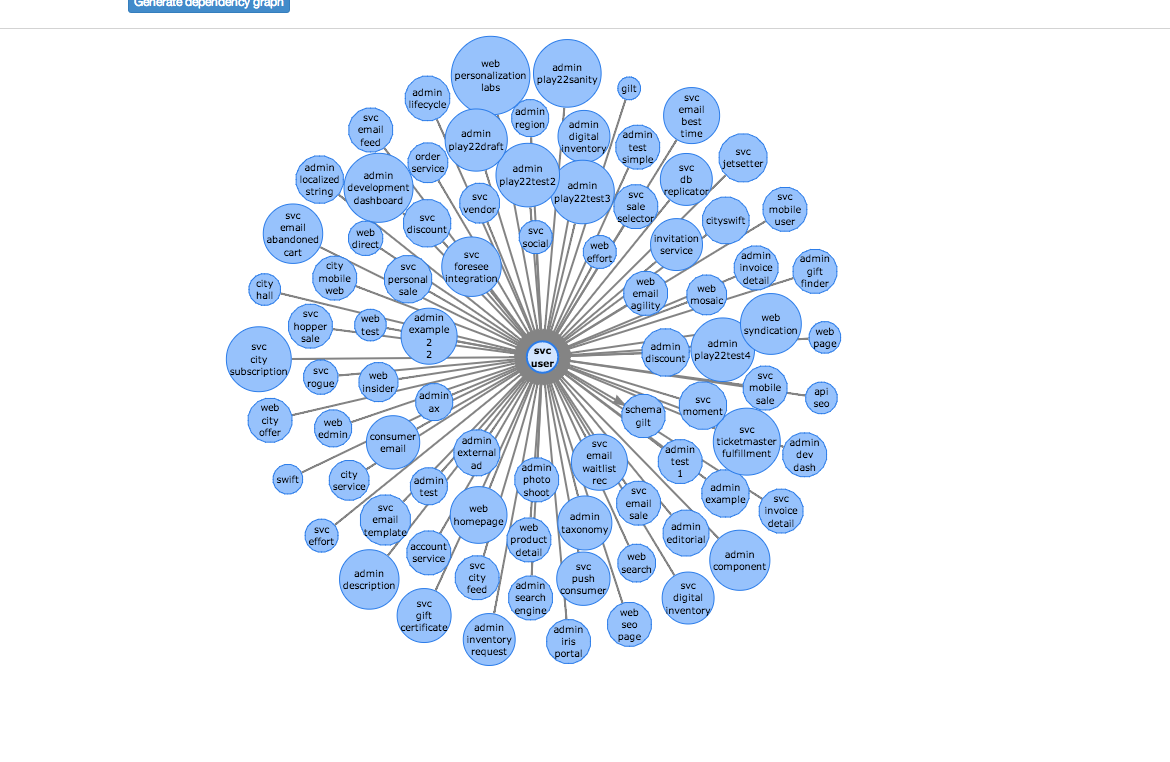 Generate dependency graph
web
personalization
labs
admin
play22sanity
gilt
admin
lifecycle
svc
email
best
time
admin
region
svc
email
feed
admin
play22draft
admin
digital
inventory
admin
test
simple
svc
jetsetter
order
service
admin
localized
string
admin
development
dashboard
admin
play22test2
admin
play22test3
svc
db
replicator
svc
vendor
svc
sale
selector
svc
mobile
user
svc
email
abandoned
cart
svc
discount
cityswift
web
direct
svc
social
web
effort
invitation
service
svc
foresee
integration
admin
invoice
detail
admin
gift
finder
city
mobile
web
svc
personal
sale
city
hall
web
email
agility
web
mosaic
svc
hopper
sale
web
test
admin
example
2
2
web
syndication
web
page
svc
city
subscription
svc
user
admin
discount
admin
play22test4
svc
rogue
web
insider
svc
mobile
sale
api
seo
admin
ax
svc
moment
schema
gilt
web
city
offer
web
edmin
consumer
email
svc
ticketmaster
fulfillment
admin
dev
dash
admin
external
ad
svc
email
waitlist
rec
admin
test
1
swift
city
service
admin
test
admin
photo
shoot
admin
example
svc
email
sale
svc
invoice
detail
svc
effort
svc
email
template
web
homepage
admin
taxonomy
admin
editorial
web
product
detail
account
service
web
search
admin
component
admin
description
svc
city
feed
svc
push
consumer
admin
search
engine
svc
digital
inventory
svc
gift
certificate
web
seo
page
admin
inventory
request
admin
iris
portal